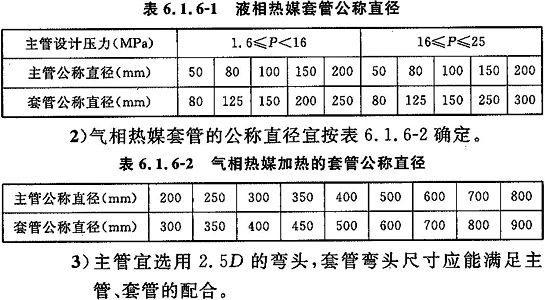 表 6.1.6-1 液相热媒套管公称直径
主管设计压力(MPa) 1.6≤P<16 16≤P≤25
主管公称直径(mm) 50 80 100 150 200 50 80 100 150 200
套管公称直径(mm) 80 125 150 200 250 80 125 150 250 300
2)气相热媒套管的公称直径宜按表 6.1.6-2 确定。
表 6.1.6-2 气相热媒加热的套管公称直径
主管公称直径(mm) 200 250 300 350 400 500 600 700 800
套管公称直径(mm) 300 350 400 450 500 600 700 800 900
3)主管宜选用 2.5D 的弯头,套管弯头尺寸应能满足主
管、套管的配合。